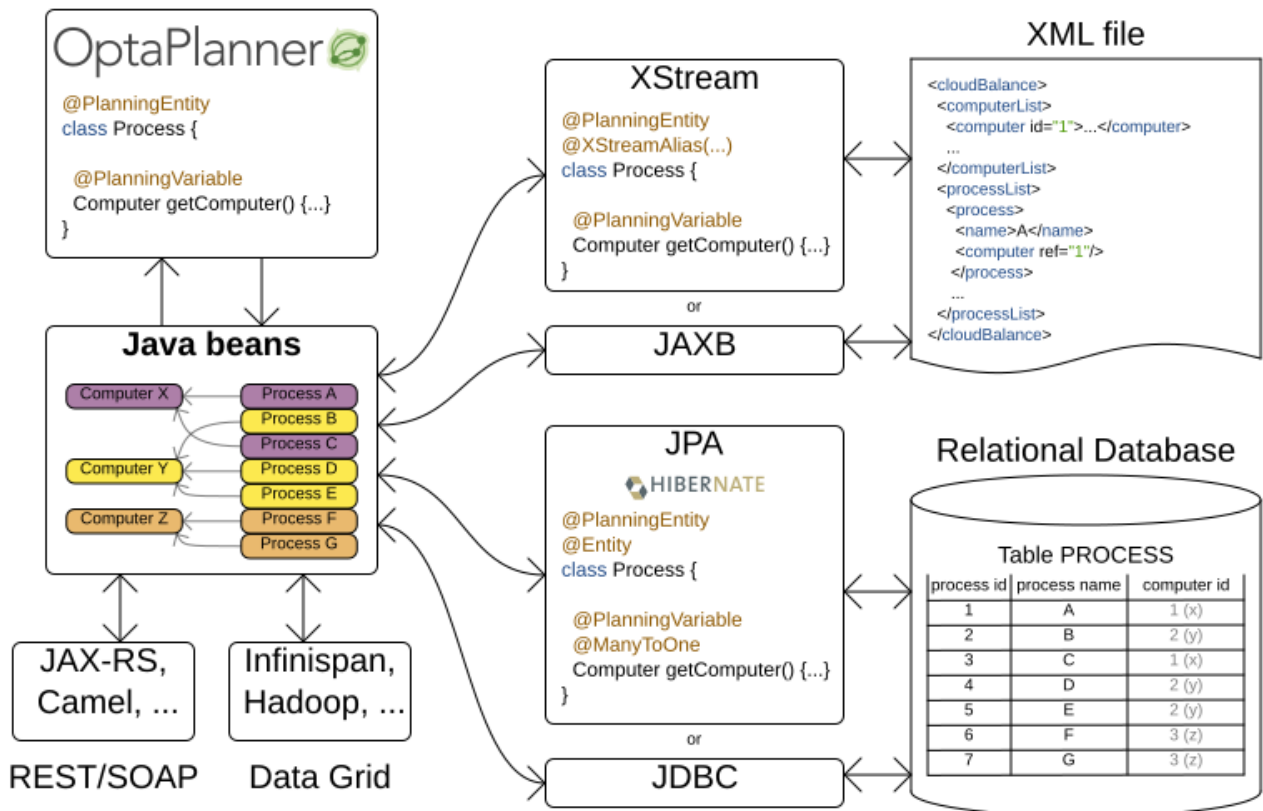 OptaPlanner
@PlanningEntity
class Process {
@PlanningVariable
Computer getComputer() {...}
}
Java beans
Computer X
Computer Y
Computer Z
Process A
Process B
Process C
Process D
Process E
Process F
Process G
JAX-RS,
Camel, ...
REST/SOAP
Infinispan,
Hadoop, ...
Data Grid
XStream
@PlanningEntity
@XStreamAlias(...)
class Process {
@PlanningVariable
Computer getComputer() {...}
}
or
JAXB
XML file
<cloudBalance>
<computerList>
<computer id="1">...</computer>
...
</computerList>
<processList>
<process>
<name>A</name>
<computer ref="1"/>
</process>
...
</processList>
</cloudBalance>
JPA
HIBERNATE
@PlanningEntity
@Entity
class Process {
@PlanningVariable
@ManyToOne
Computer getComputer() {...}
}
or
JDBC
Relational Database
Table PROCESS
process id process name computer id
1 A 1 (x)
2 B 2 (y)
3 C 1 (x)
4 D 2 (y)
5 E 2 (y)
6 F 3 (z)
7 G 3 (z)